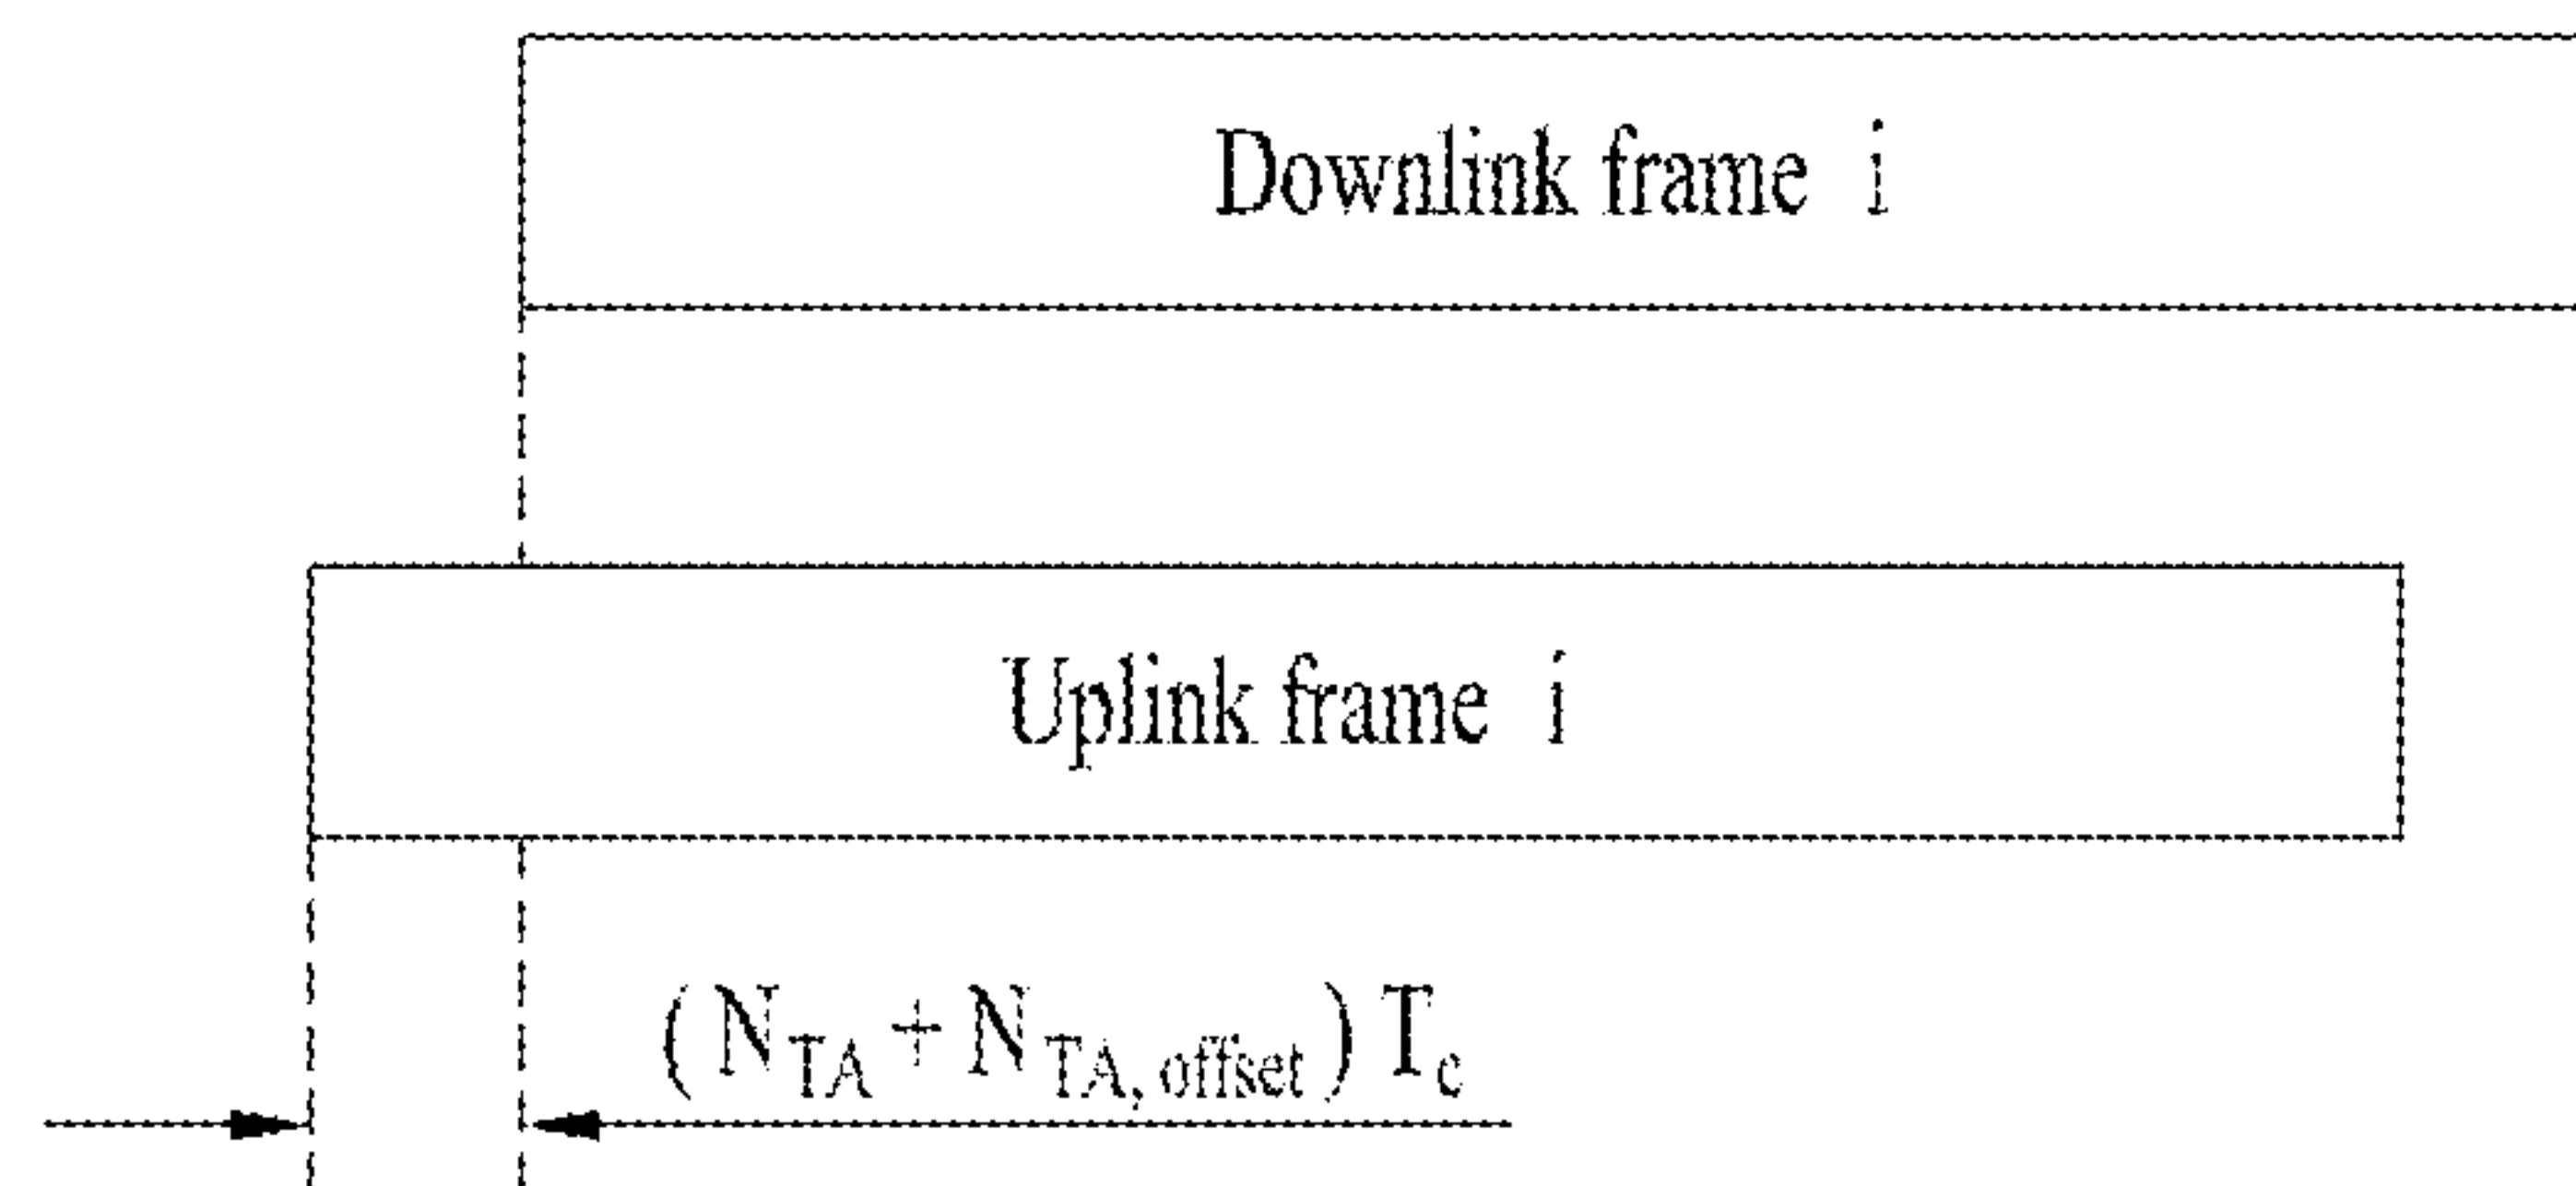 Downlink frame i
Uplink frame i
(N_TA + N_TA, offset) T_c